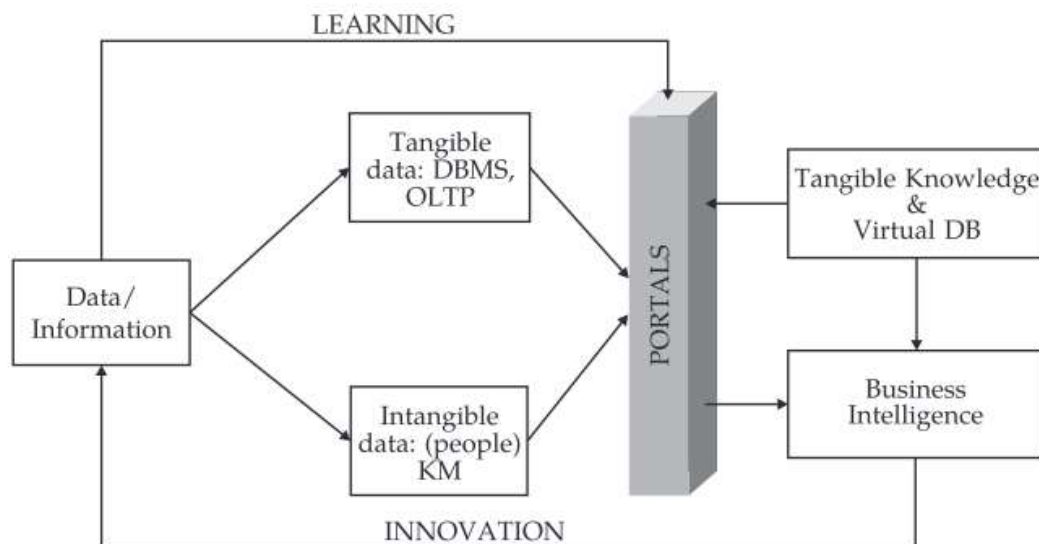 LEARNING
Tangible
data: DBMS,
OLTP
Tangible Knowledge
&
Virtual DB
Data/
Information
PORTALS
Intangible
data: (people)
KM
Business
Intelligence
INNOVATION